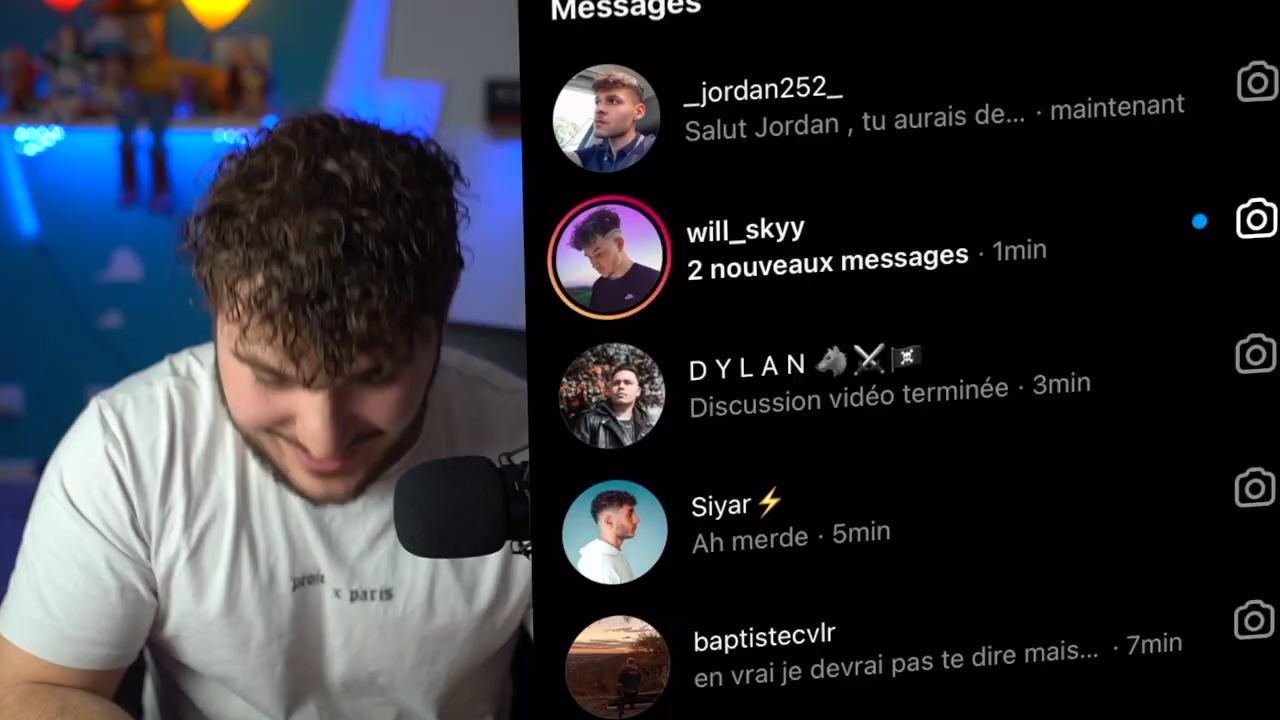 Messages
_jordan252_
Salut Jordan , tu aurais de... · maintenant
will_skyy
2 nouveaux messages · 1min
D Y L A N 🐺⚔️🏴‍☠️
Discussion vidéo terminée · 3min
Siyar⚡
Ah merde · 5min
baptistecvlr
en vrai je devrai pas te dire mais... · 7min
x paris